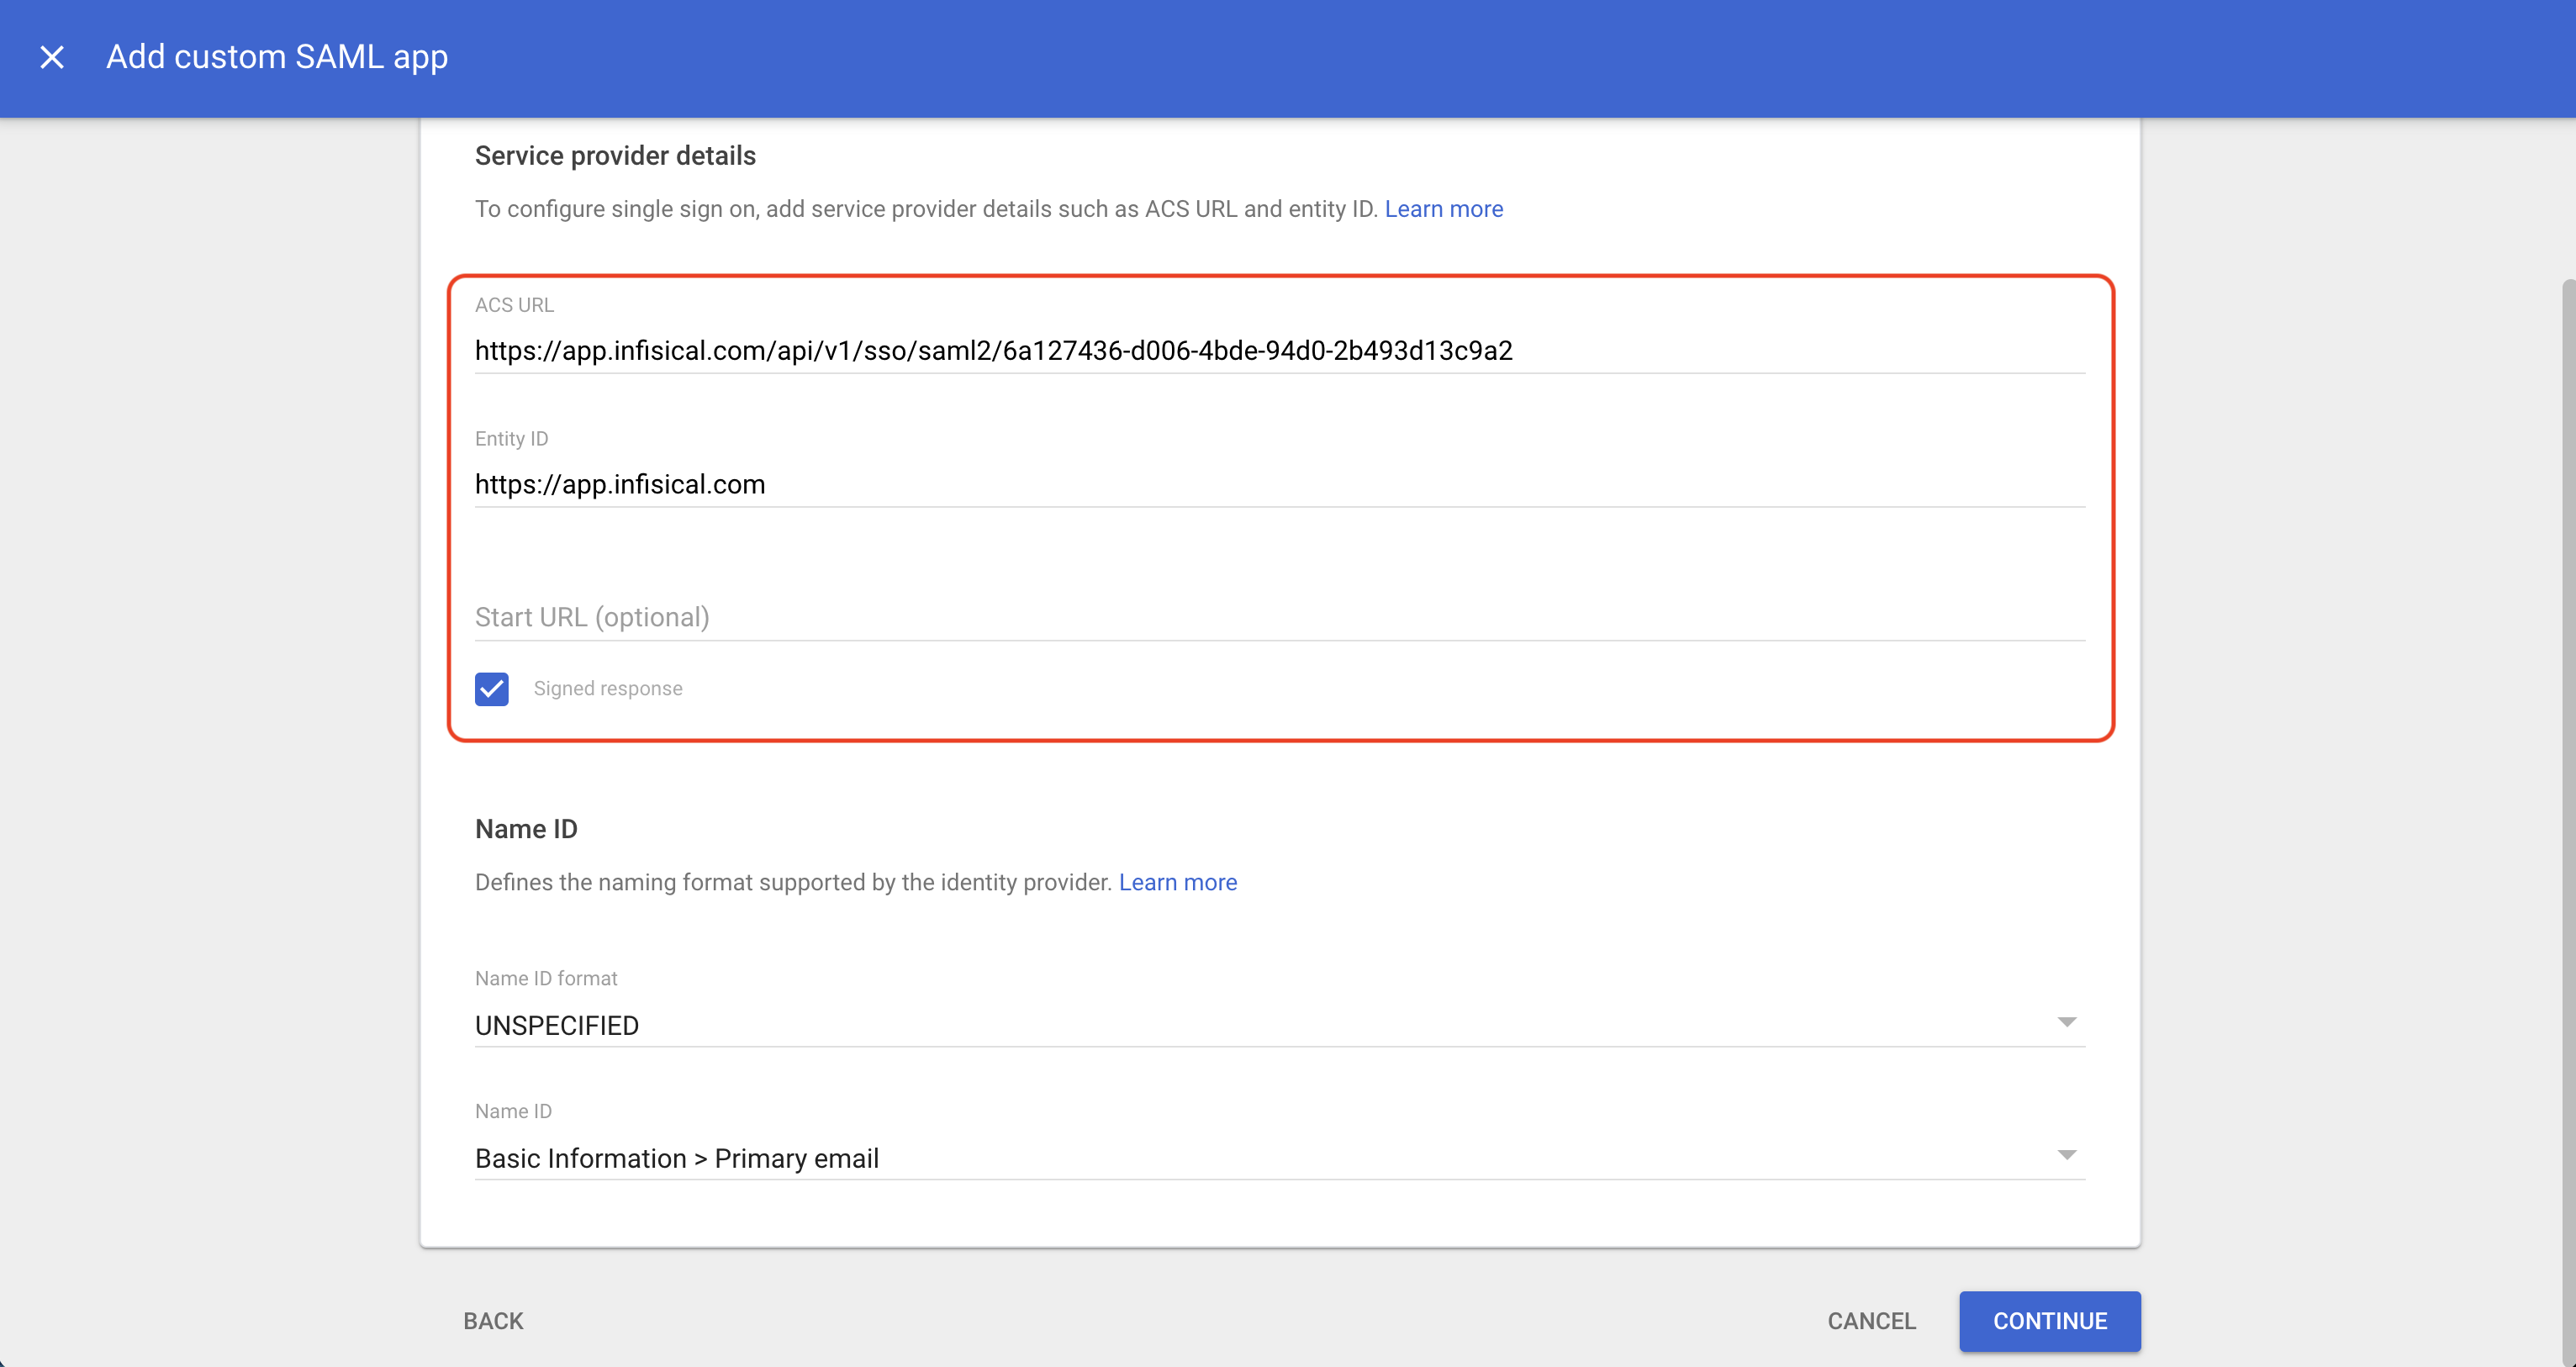 Add custom SAML app
Service provider details
To configure single sign on, add service provider details such as ACS URL and entity ID. Learn more
ACS URL
https://app.infisical.com/api/v1/sso/saml2/6a127436-d006-4bde-94d0-2b493d13c9a2
Entity ID
https://app.infisical.com
Start URL (optional)
Signed response
Name ID
Defines the naming format supported by the identity provider. Learn more
Name ID format
UNSPECIFIED
Name ID
Basic Information > Primary email
BACK
CANCEL
CONTINUE